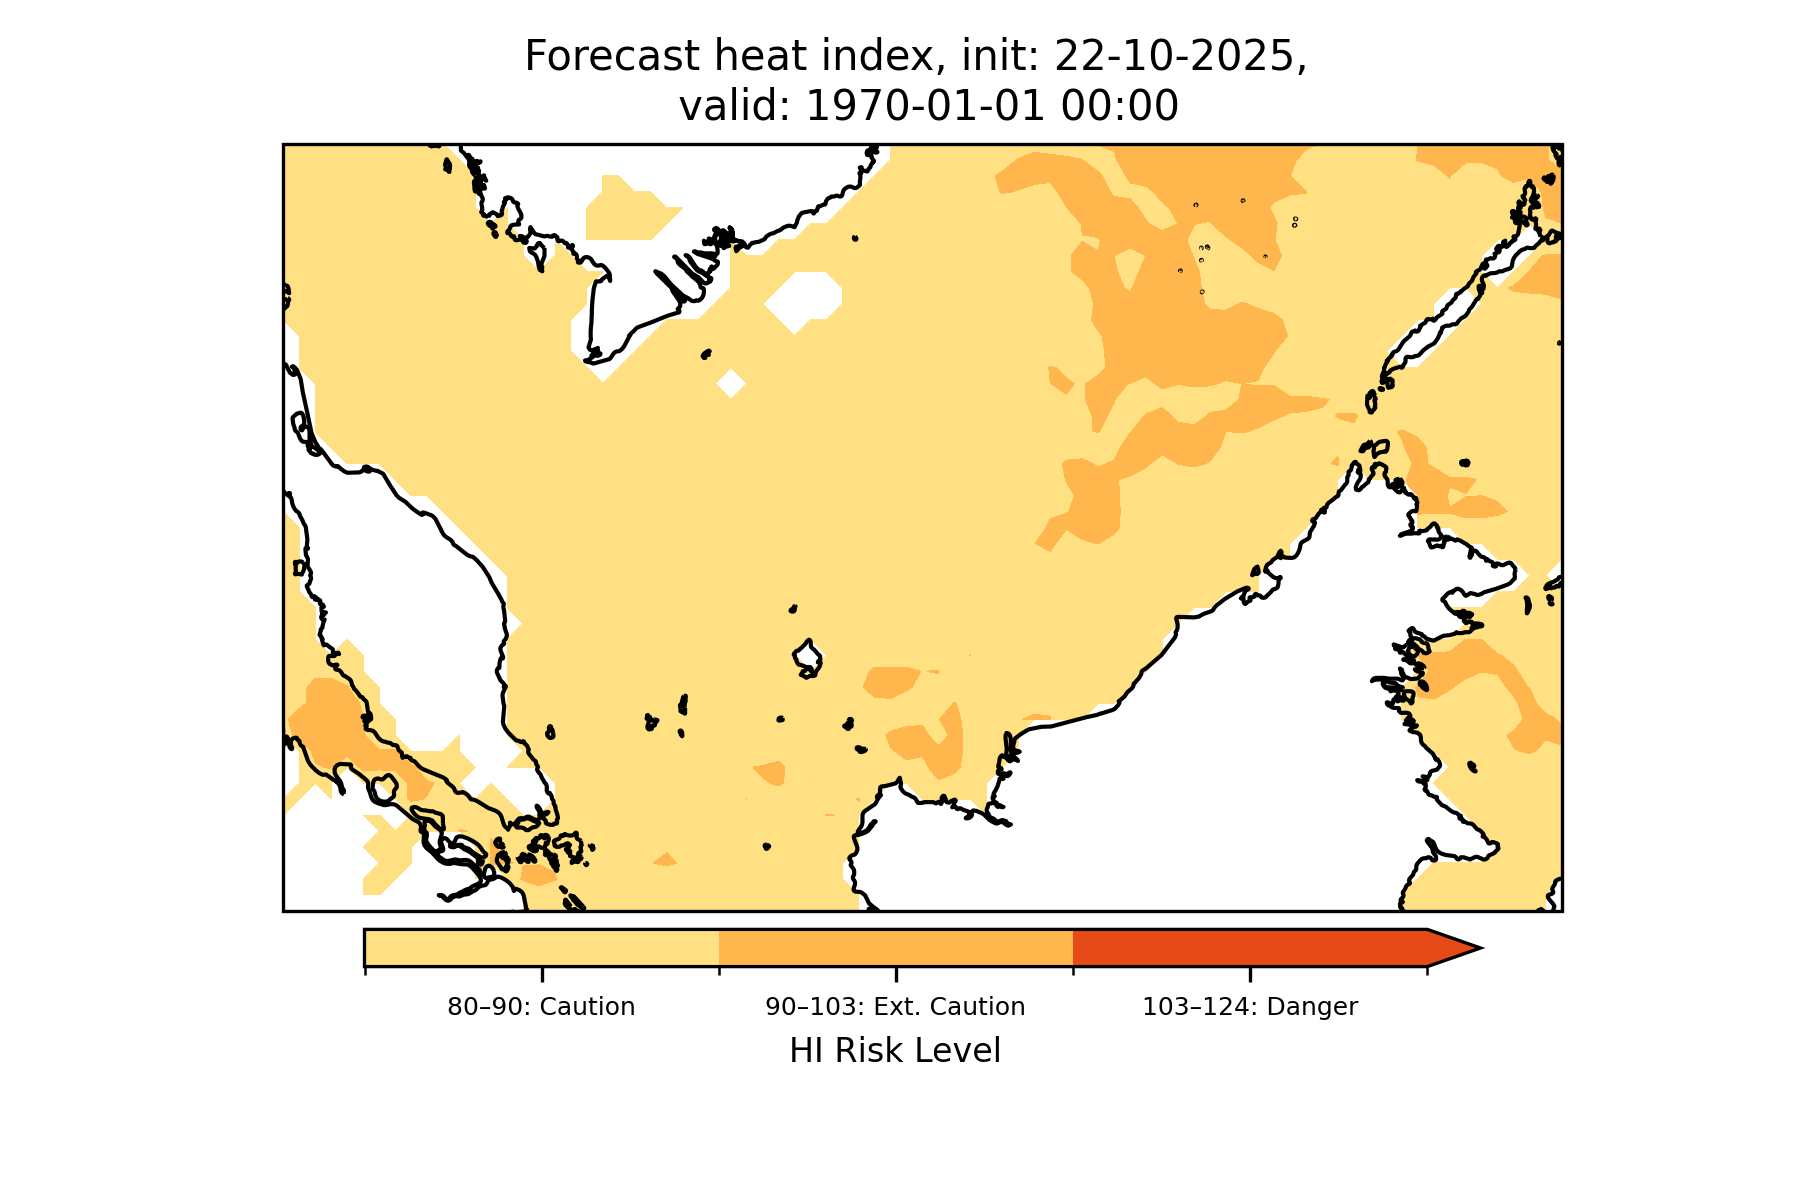 Forecast heat index, init: 22-10-2025,
valid: 1970-01-01 00:00
80–90: Caution
90–103: Ext. Caution
103–124: Danger
HI Risk Level